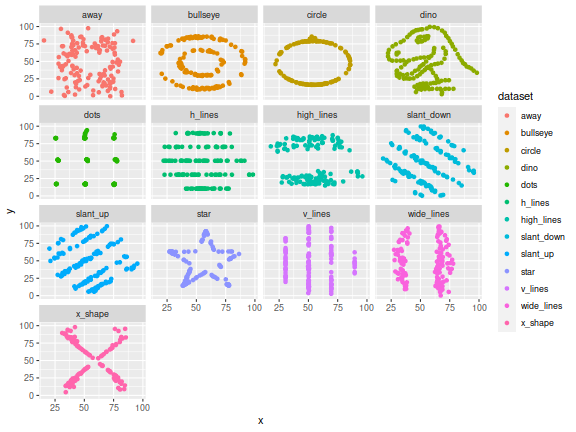 away bullseye circle dino
100
75
50
25
0
dots h_lines high_lines slant_down
100
75
50
25
0
slant_up star v_lines wide_lines
100
75
50
25
0
25 50 75 100 25 50 75 100 25 50 75 100
x_shape
100
75
50
25
0
25 50 75 100
x
y
dataset
away
bullseye
circle
dino
dots
h_lines
high_lines
slant_down
slant_up
star
v_lines
wide_lines
x_shape